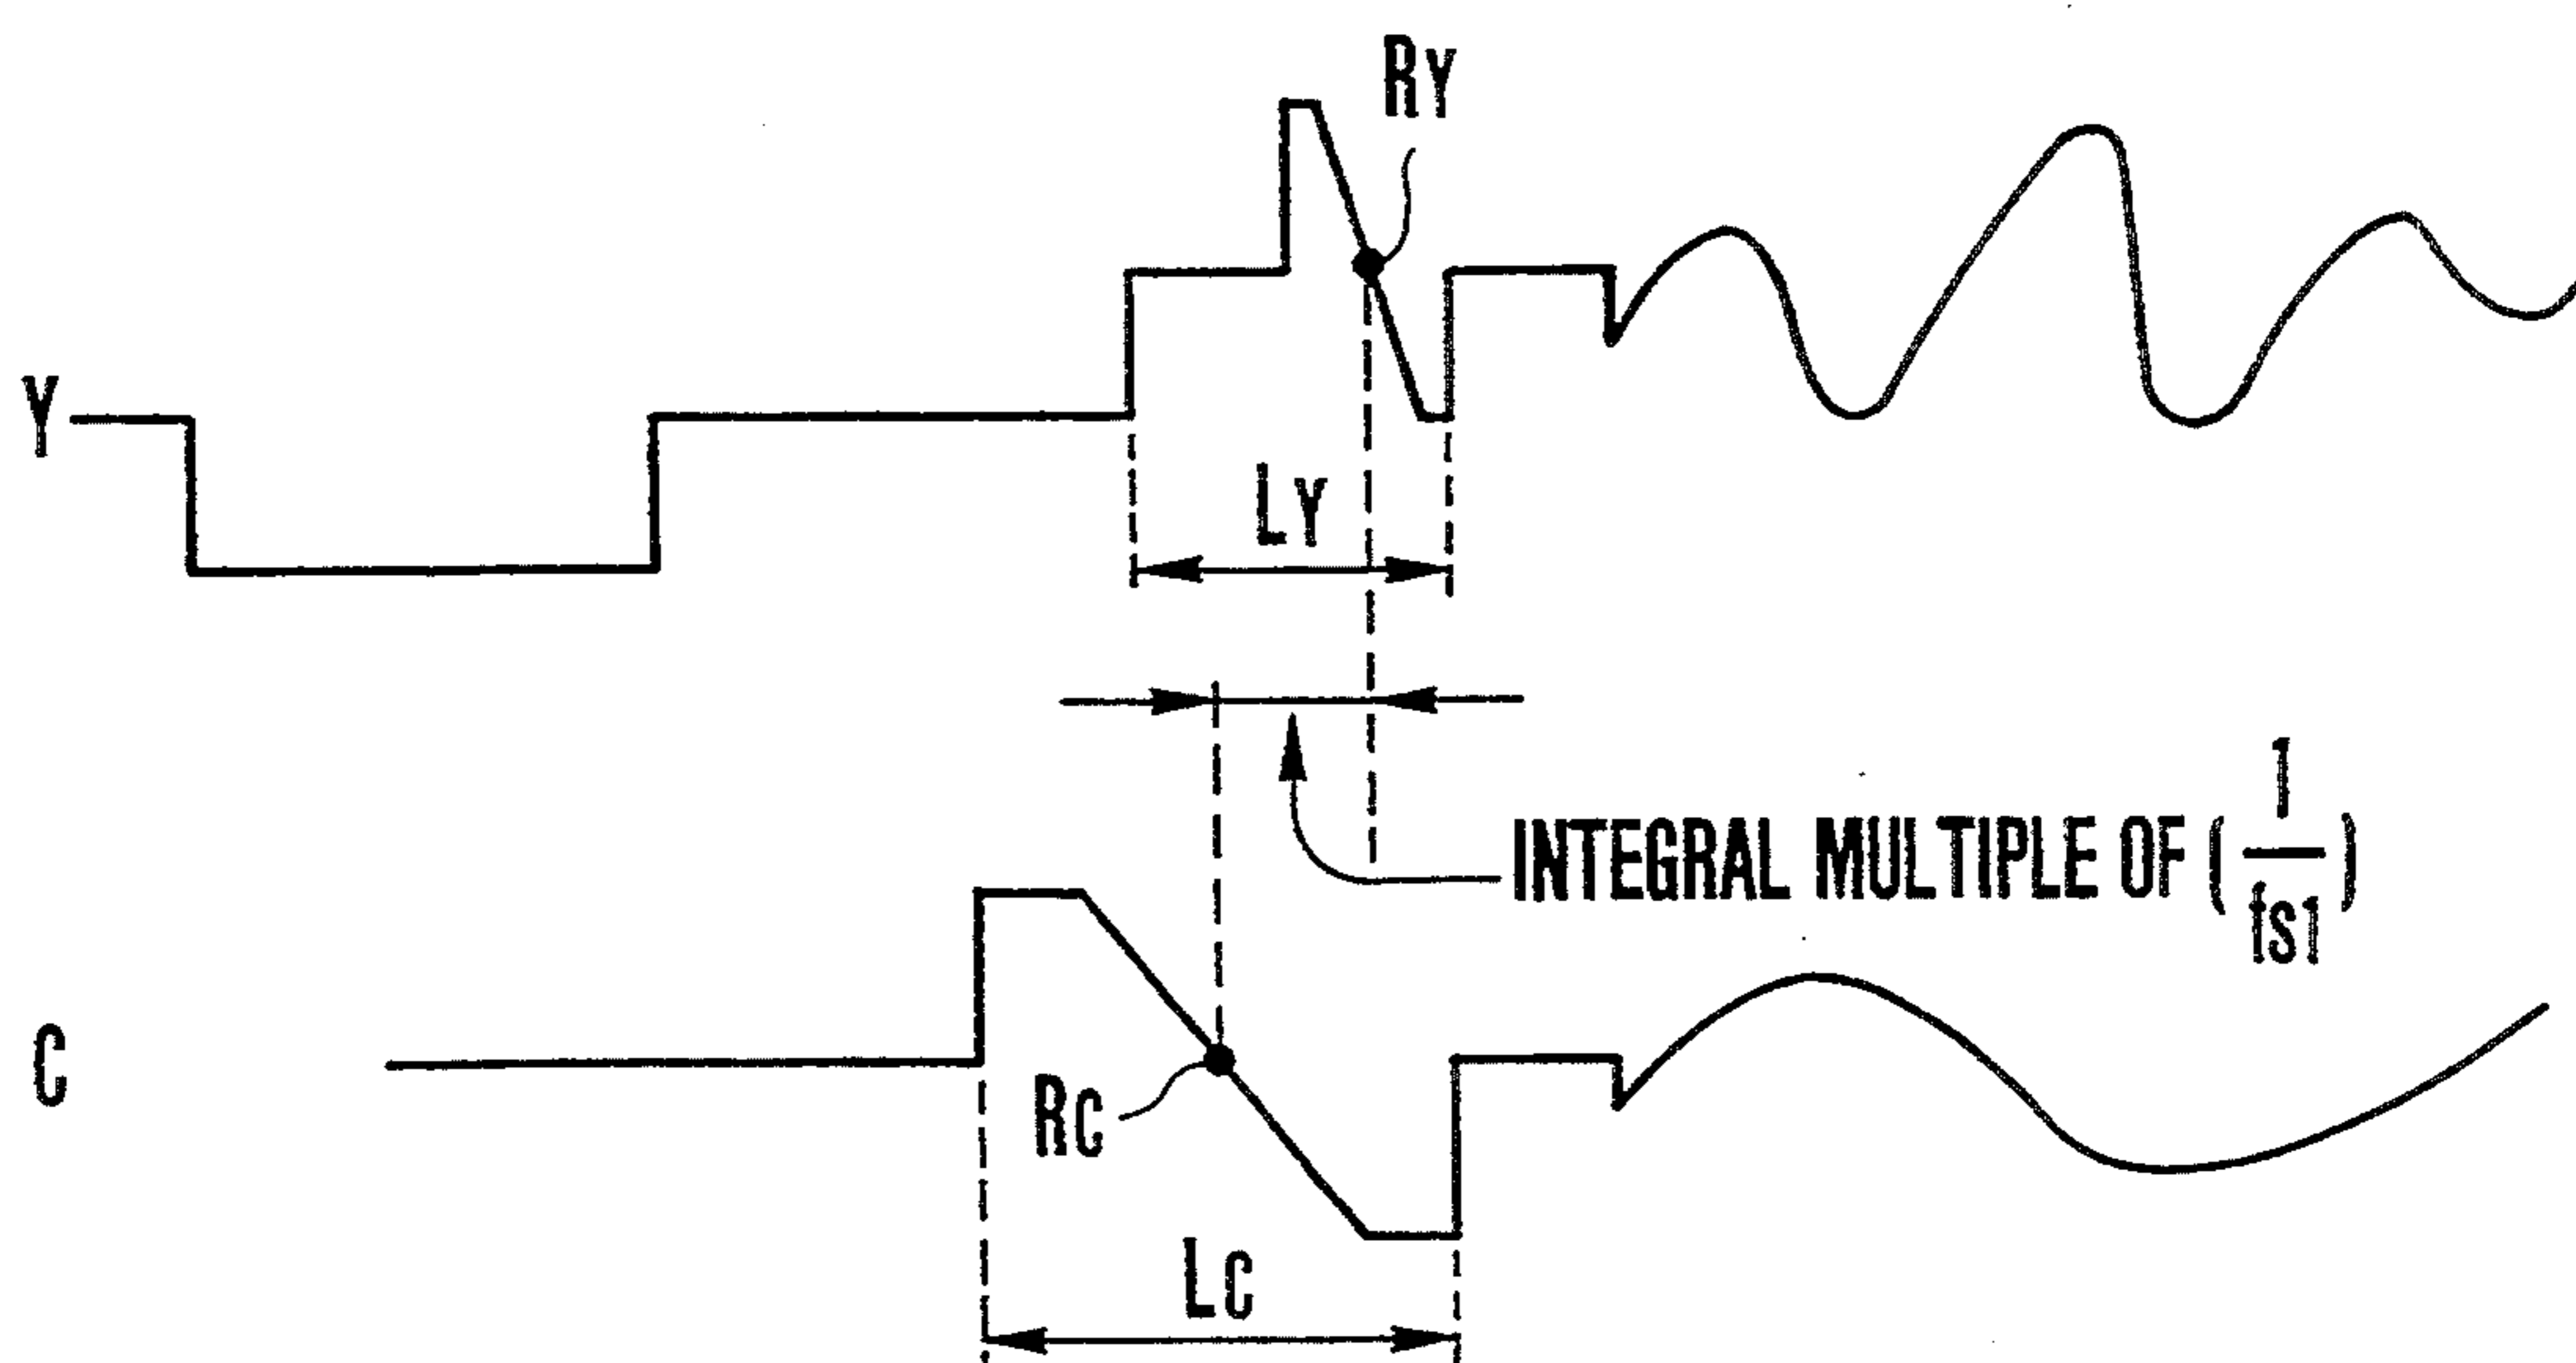 RY
Y
LY
INTEGRAL MULTIPLE OF (1/fs1)
C
RC
LC